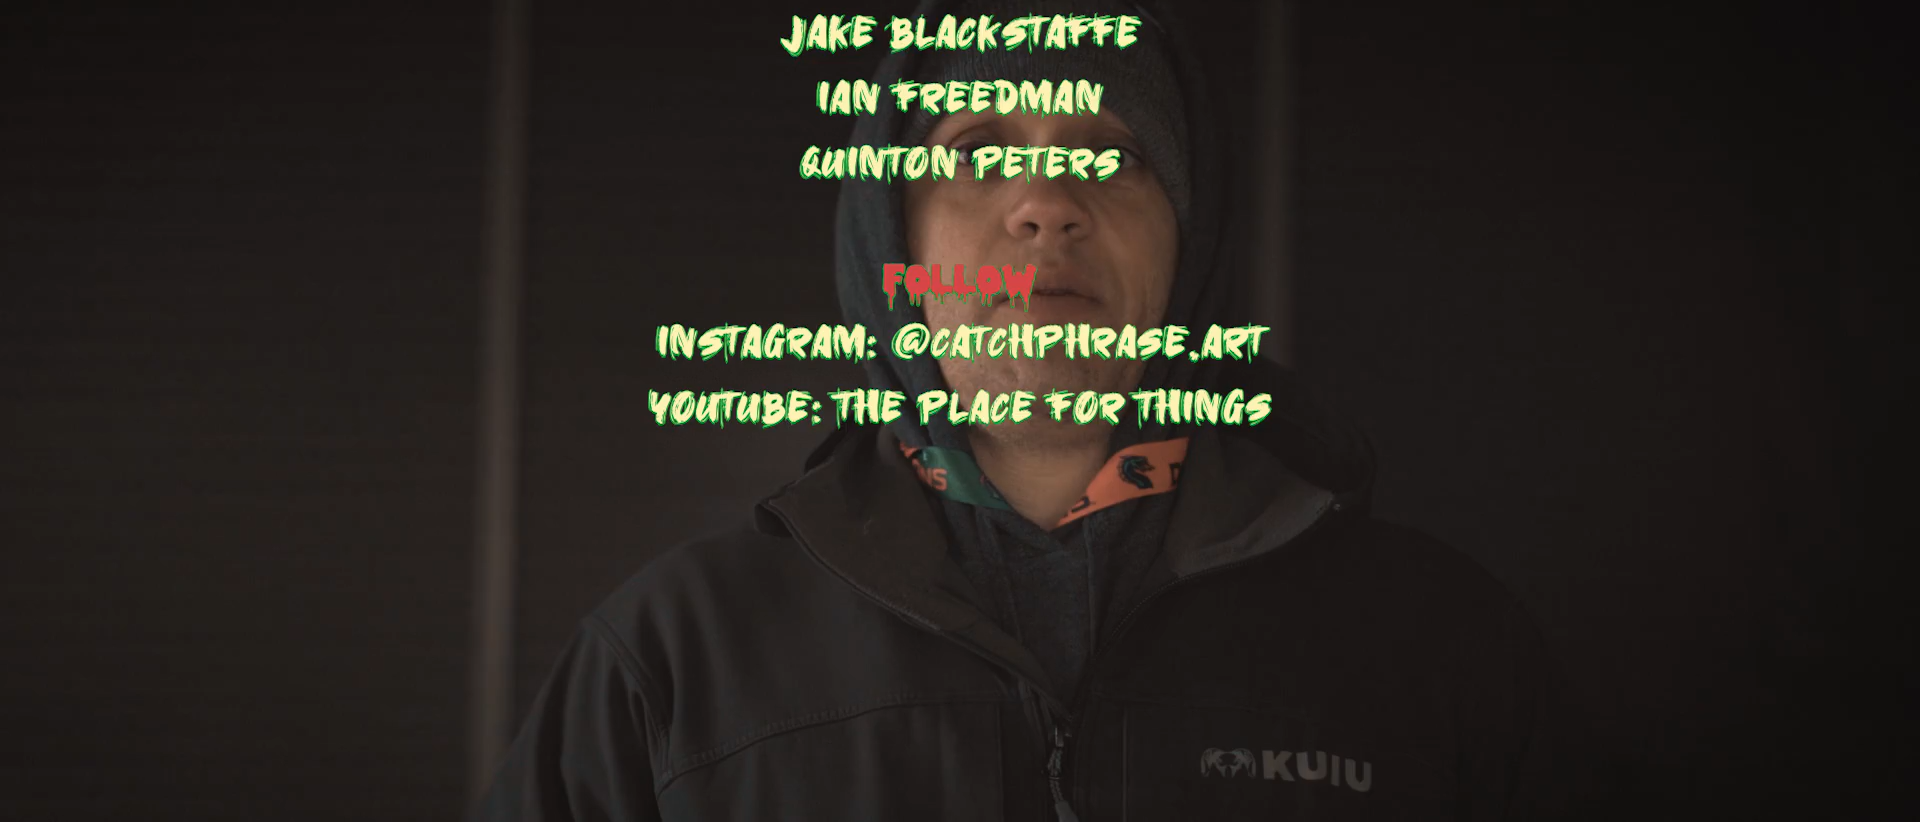 JAKE BLACKSTAFFE
IAN FREEDMAN
QUINTON PETERS
FOLLOW
INSTAGRAM: @CATCHPHRASE.ART
YOUTUBE: THE PLACE FOR THINGS
KUIU